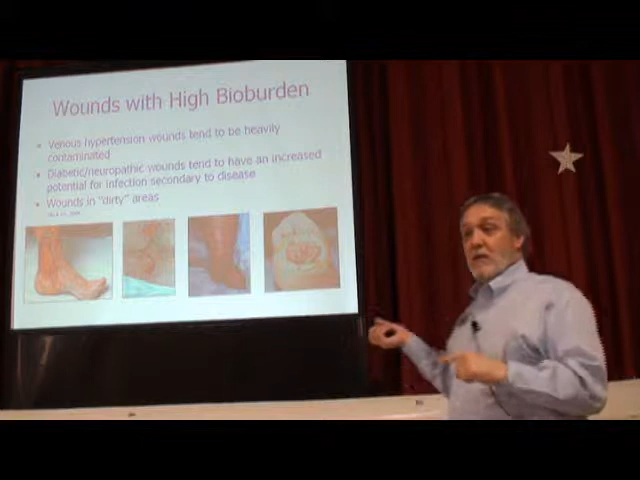 Wounds with High Bioburden
Venous hypertension wounds tend to be heavily
contaminated
Diabetic/neuropathic wounds tend to have an increased
potential for infection secondary to disease
Wounds in "dirty" areas